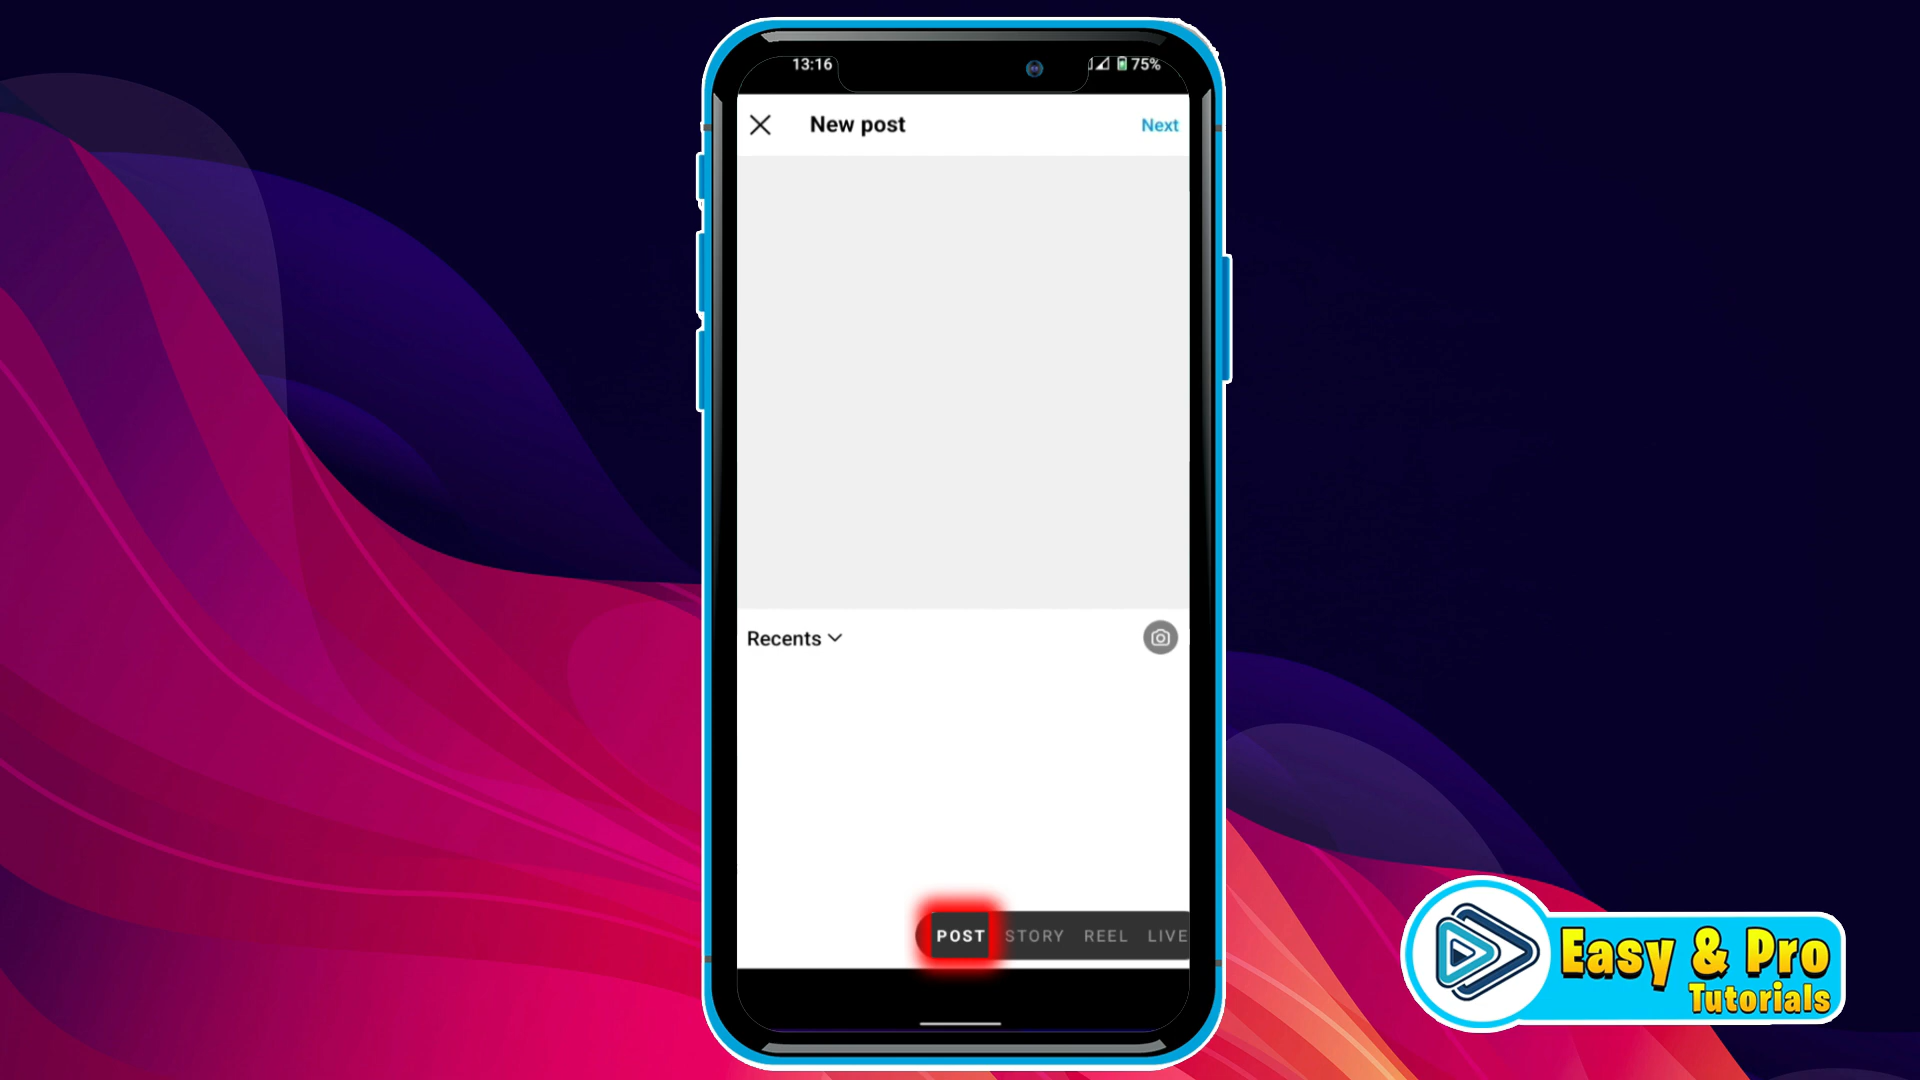 13:16
75%
New post
Next
Recents
POST STORY REEL LIVE
Easy & Pro
Tutorials